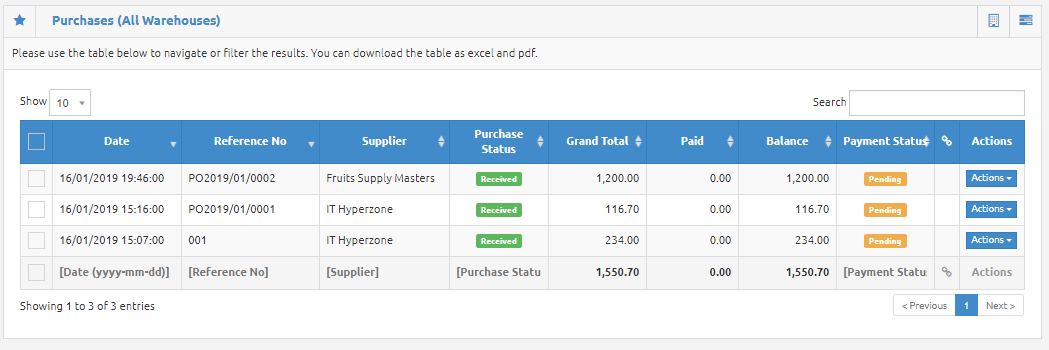 Purchases (All Warehouses)
Please use the table below to navigate or filter the results. You can download the table as excel and pdf.
Show 10 Search
Date Reference No Supplier Purchase Status Grand Total Paid Balance Payment Status Actions
16/01/2019 19:46:00 PO2019/01/0002 Fruits Supply Masters Received 1,200.00 0.00 1,200.00 Pending Actions
16/01/2019 15:16:00 PO2019/01/0001 IT Hyperzone Received 116.70 0.00 116.70 Pending Actions
16/01/2019 15:07:00 001 IT Hyperzone Received 234.00 0.00 234.00 Pending Actions
[Date (yyyy-mm-dd)] [Reference No] [Supplier] [Purchase Statu 1,550.70 0.00 1,550.70 [Payment Statu Actions
Showing 1 to 3 of 3 entries < Previous 1 Next >